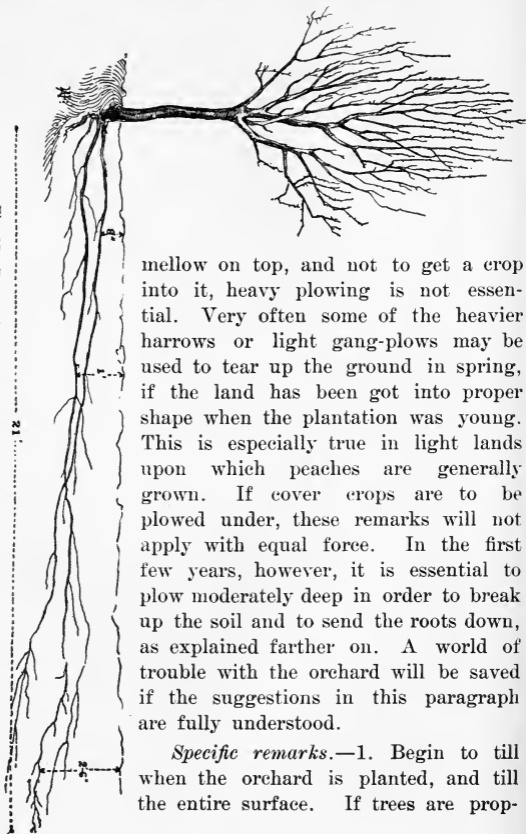 mellow on top, and not to get a crop
into it, heavy plowing is not essen-
tial. Very often some of the heavier
harrows or light gang-plows may be
used to tear up the ground in spring,
if the land has been got into proper
shape when the plantation was young.
This is especially true in light lands
upon which peaches are generally
grown. If cover crops are to be
plowed under, these remarks will not
apply with equal force. In the first
few years, however, it is essential to
plow moderately deep in order to break
up the soil and to send the roots down,
as explained farther on. A world of
trouble with the orchard will be saved
if the suggestions in this paragraph
are fully understood.
Specific remarks.—1. Begin to till
when the orchard is planted, and till
the entire surface. If trees are prop-
21'